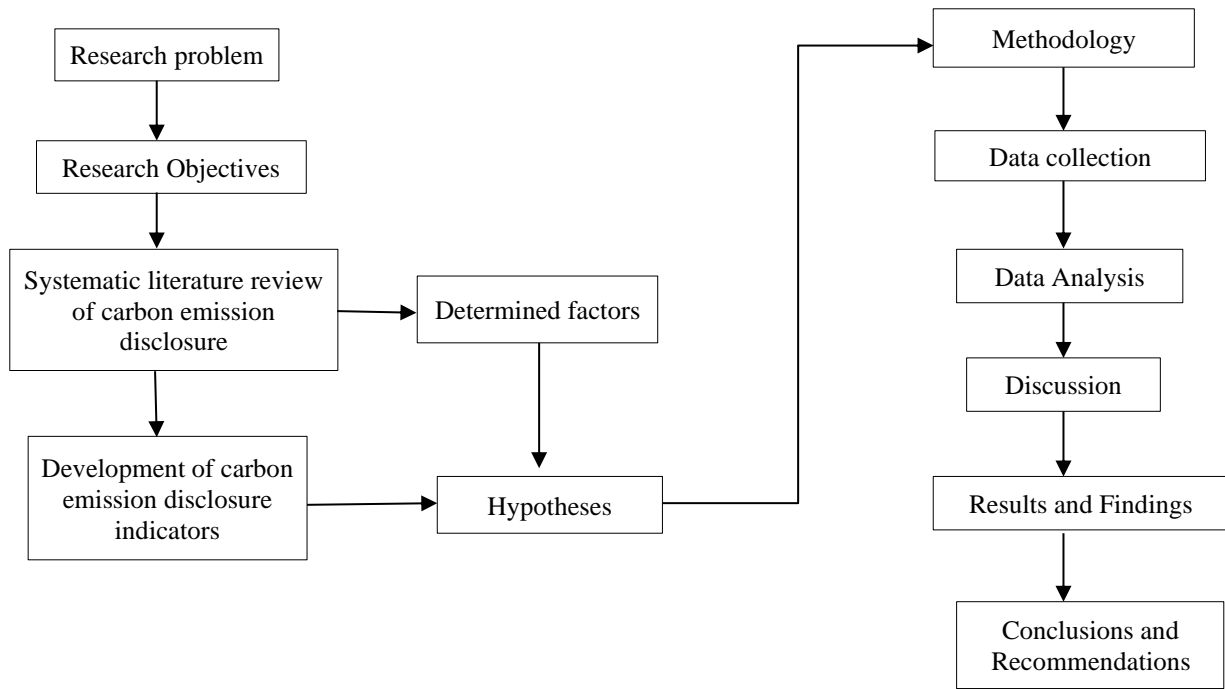 Research problem
Research Objectives
Systematic literature review
of carbon emission
disclosure
Determined factors
Development of carbon
emission disclosure
indicators
Hypotheses
Methodology
Data collection
Data Analysis
Discussion
Results and Findings
Conclusions and
Recommendations